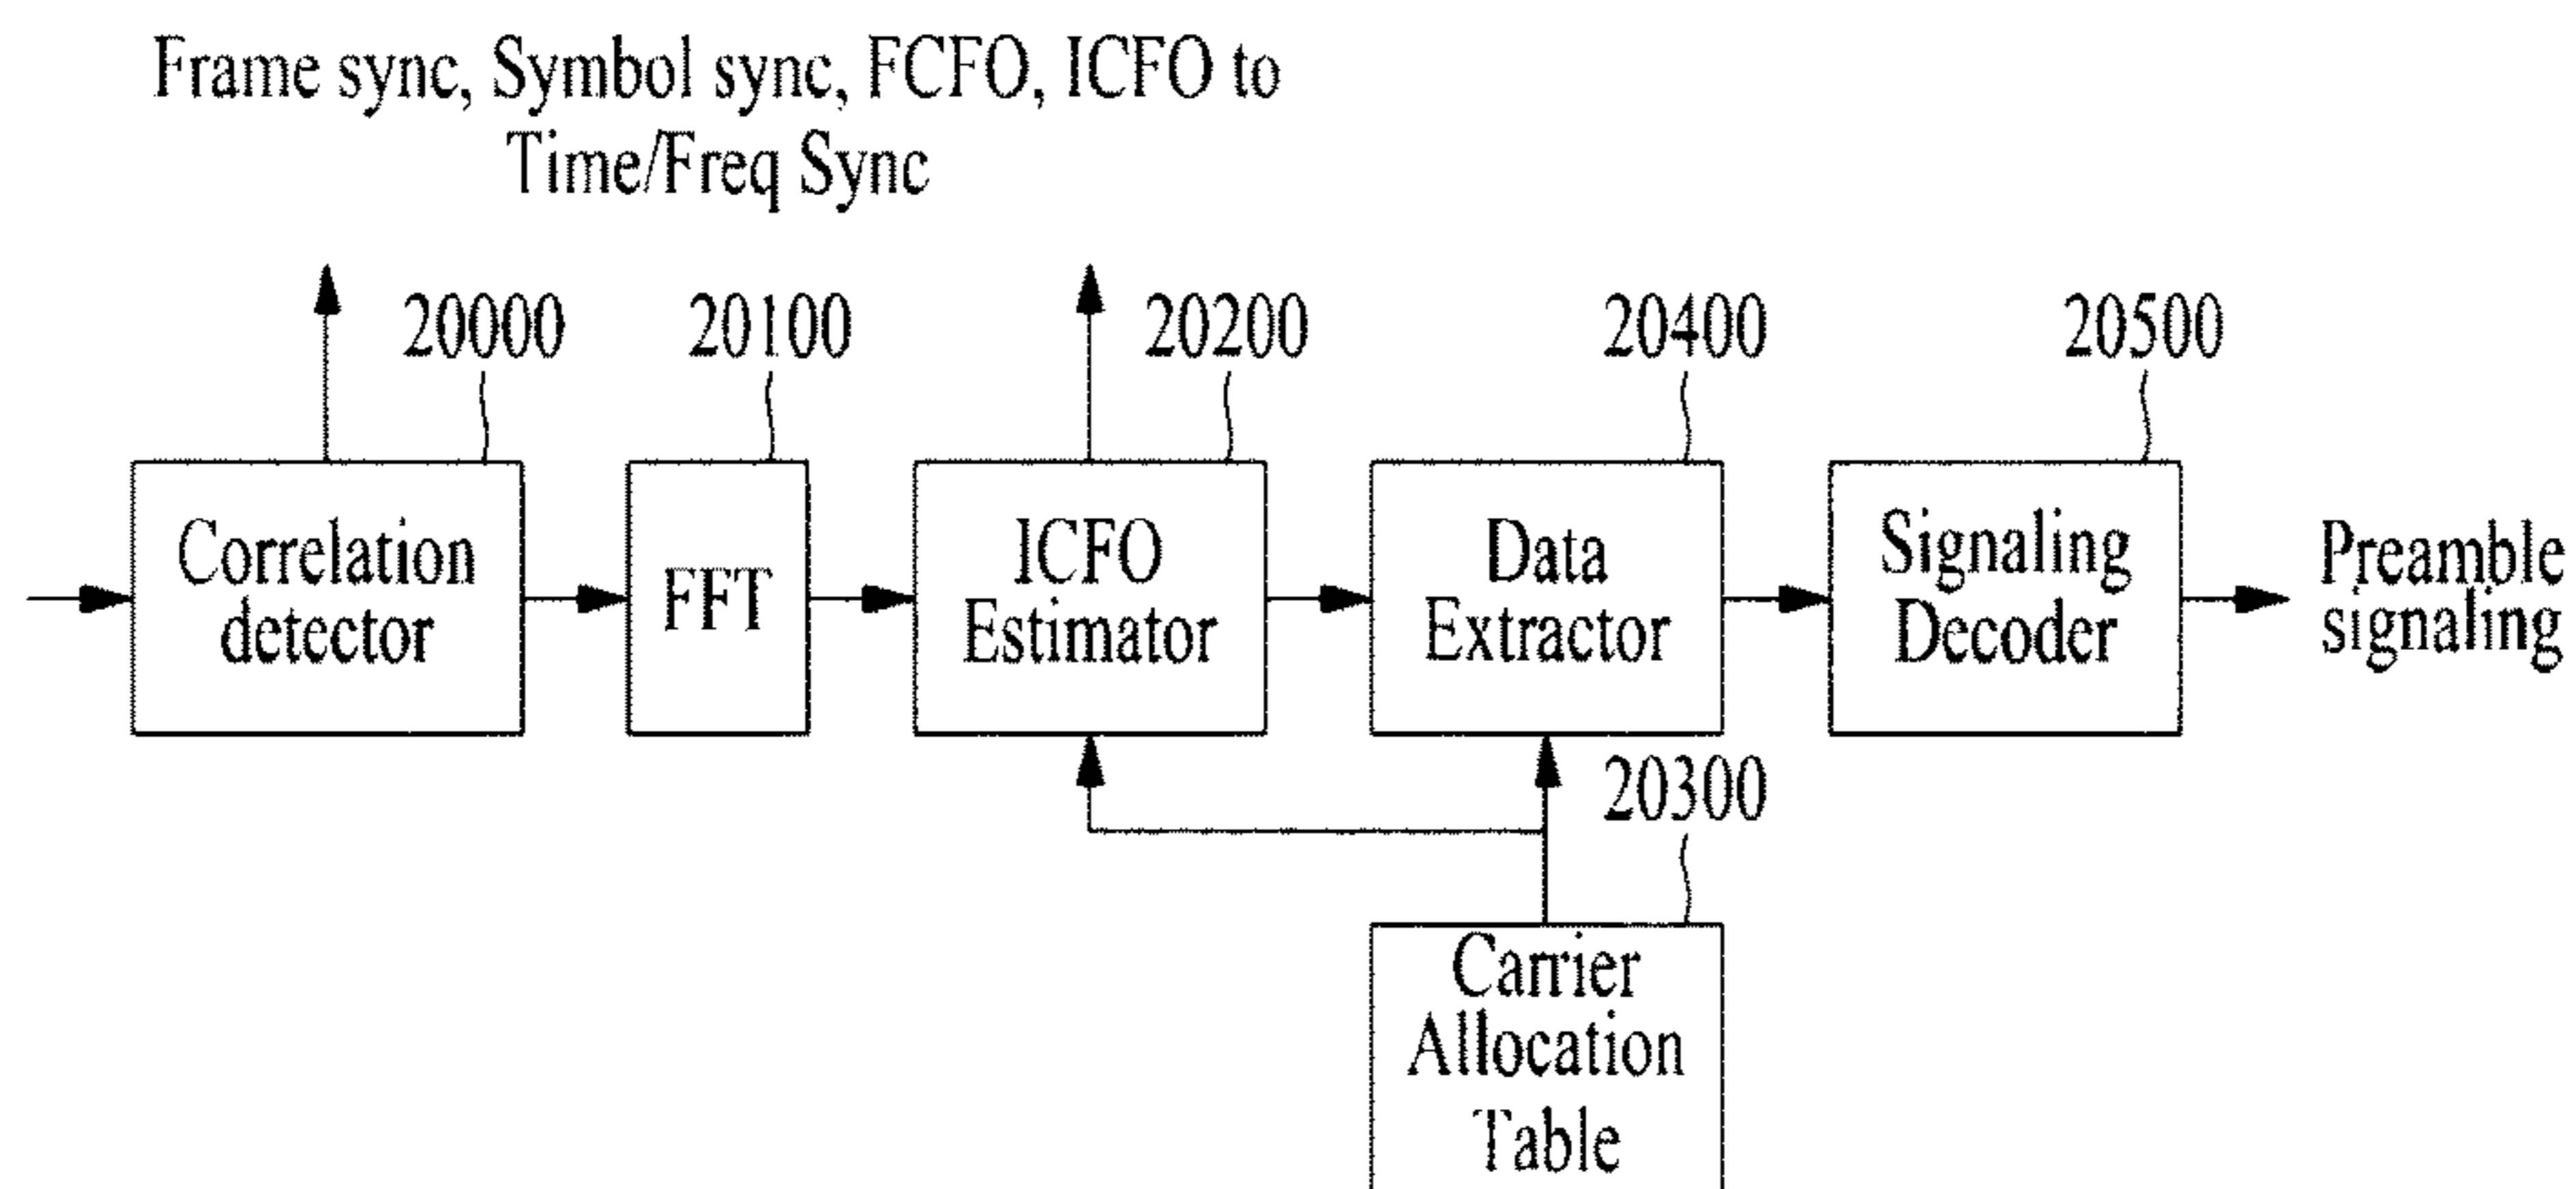 Frame sync, Symbol sync, FCFO, ICFO to
Time/Freq Sync
20000
20100
20200
20400
20500
Correlation
detector
FFT
ICFO
Estimator
Data
Extractor
Signaling
Decoder
Preamble
signaling
20300
Carrier
Allocation
Table